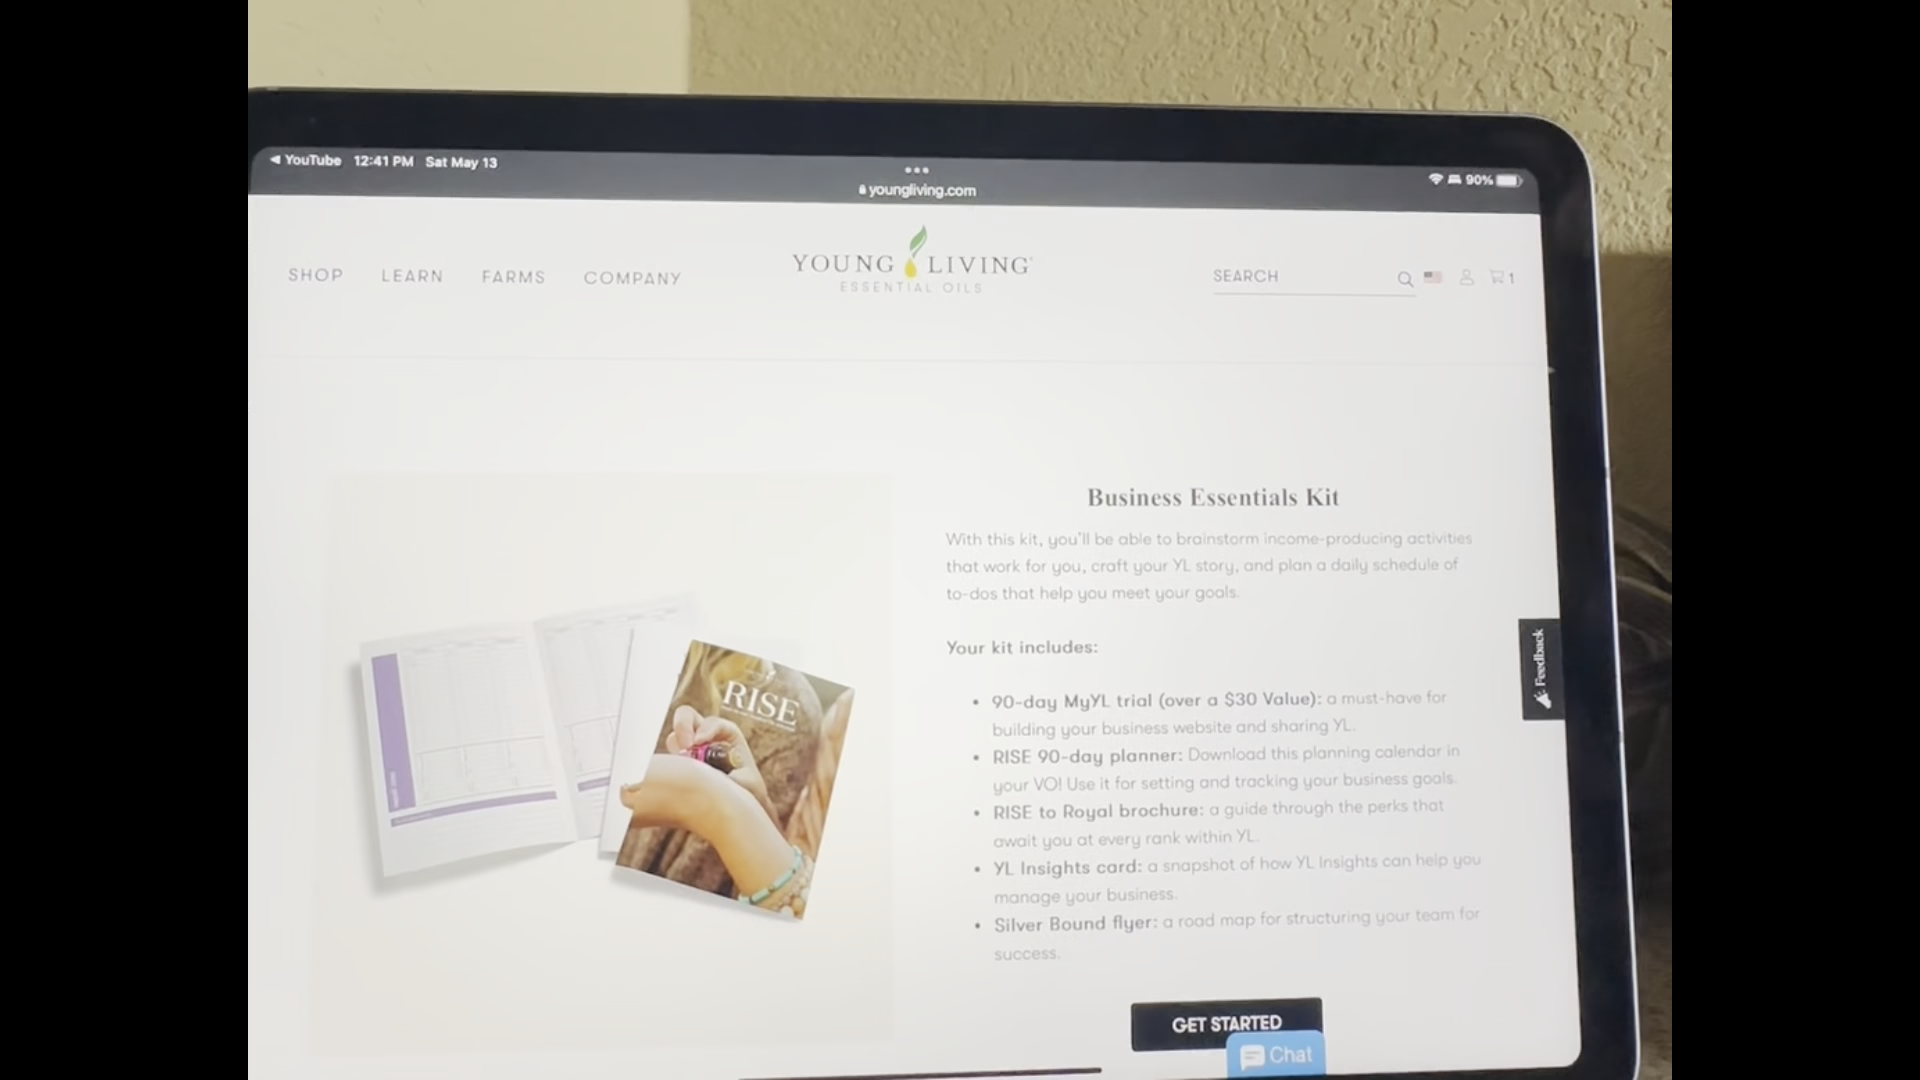 YouTube 12:41 PM Sat May 13
youngliving.com
90%
SHOP LEARN FARMS COMPANY
YOUNG LIVING
ESSENTIAL OILS
SEARCH
1
Business Essentials Kit
With this kit, you'll be able to brainstorm income-producing activities
that work for you, craft your YL story, and plan a daily schedule of
to-dos that help you meet your goals.
Your kit includes:
• 90-day MyYL trial (over a $30 Value): a must-have for
building your business website and sharing YL.
• RISE 90-day planner: Download this planning calendar in
your VO! Use it for setting and tracking your business goals.
• RISE to Royal brochure: a guide through the perks that
await you at every rank within YL.
• YL Insights card: a snapshot of how YL Insights can help you
manage your business.
• Silver Bound flyer: a road map for structuring your team for
success.
GET STARTED
Chat
Feedback
RISE